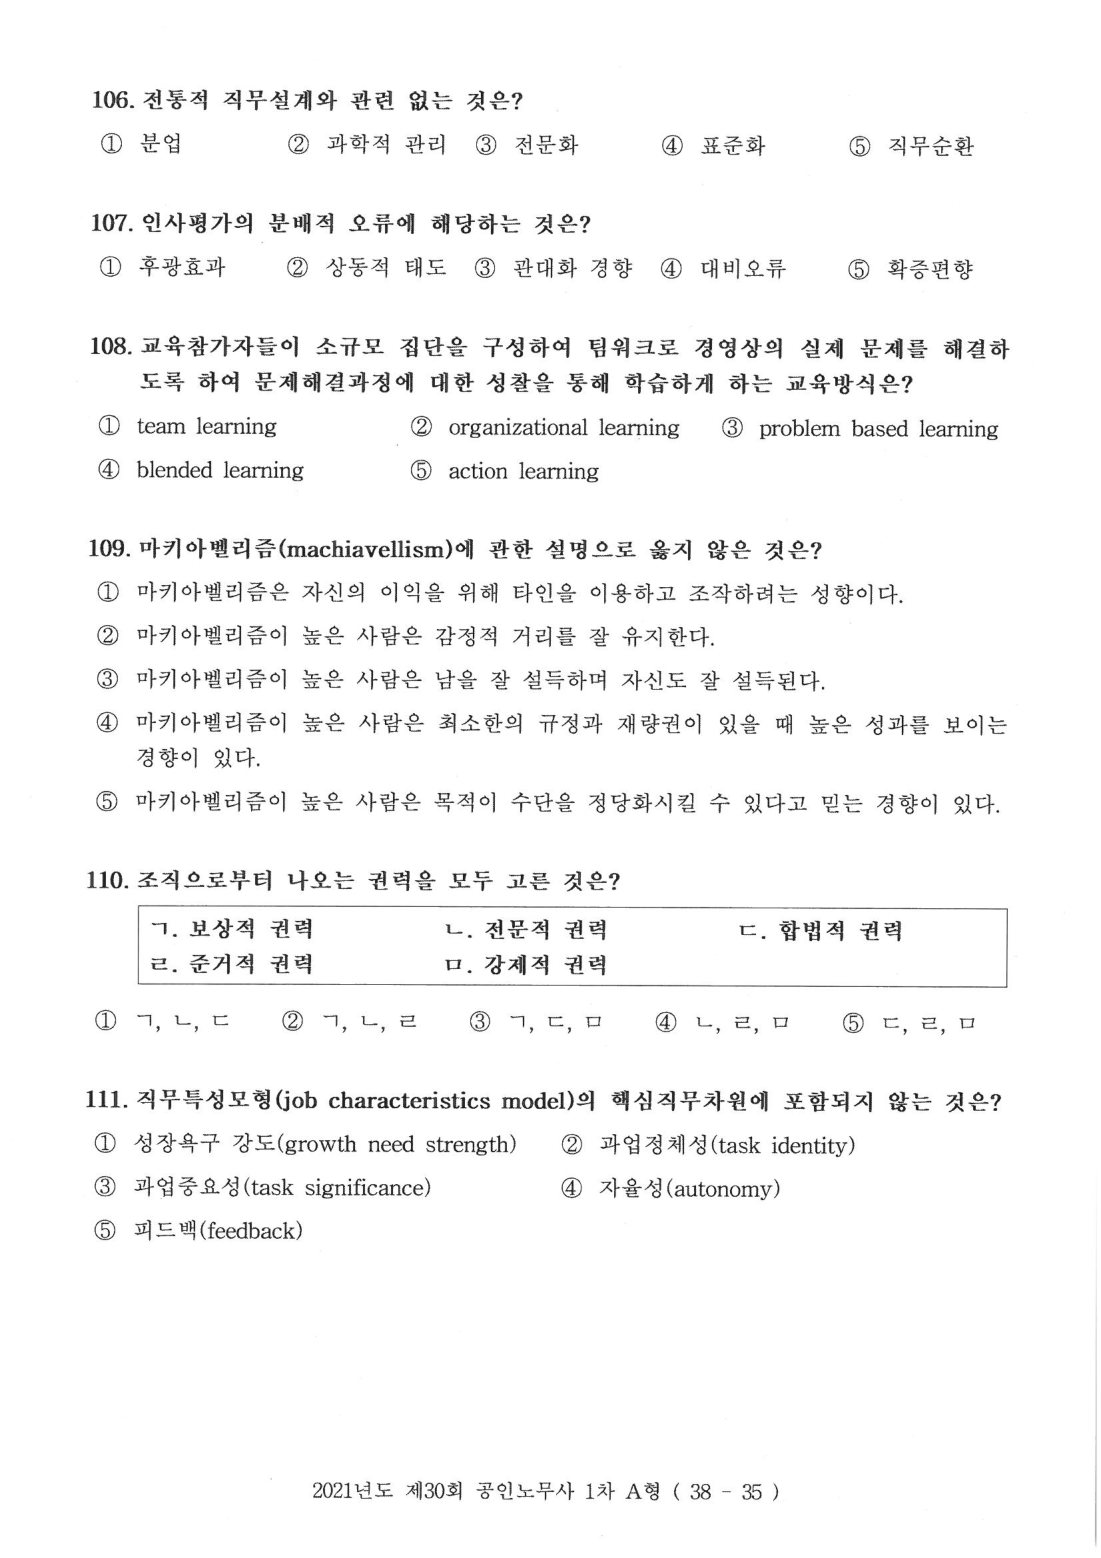 106. 전통적 직무설계와 관련 없는 것은?
① 분업 ② 과학적 관리 ③ 전문화 ④ 표준화 ⑤ 직무순환
107. 인사평가의 분배적 오류에 해당하는 것은?
① 후광효과 ② 상동적 태도 ③ 관대화 경향 ④ 대비오류 ⑤ 확증편향
108. 교육참가자들이 소규모 집단을 구성하여 팀워크로 경영상의 실제 문제를 해결하
도록 하여 문제해결과정에 대한 성찰을 통해 학습하게 하는 교육방식은?
① team learning ② organizational learning ③ problem based learning
④ blended learning ⑤ action learning
109. 마키아벨리즘(machiavellism)에 관한 설명으로 옳지 않은 것은?
① 마키아벨리즘은 자신의 이익을 위해 타인을 이용하고 조작하려는 성향이다.
② 마키아벨리즘이 높은 사람은 감정적 거리를 잘 유지한다.
③ 마키아벨리즘이 높은 사람은 남을 잘 설득하며 자신도 잘 설득된다.
④ 마키아벨리즘이 높은 사람은 최소한의 규정과 재량권이 있을 때 높은 성과를 보이는
경향이 있다.
⑤ 마키아벨리즘이 높은 사람은 목적이 수단을 정당화시킬 수 있다고 믿는 경향이 있다.
110. 조직으로부터 나오는 권력을 모두 고른 것은?
ㄱ. 보상적 권력 ㄴ. 전문적 권력 ㄷ. 합법적 권력
ㄹ. 준거적 권력 ㅁ. 강제적 권력
① ㄱ, ㄴ, ㄷ ② ㄱ, ㄴ, ㄹ ③ ㄱ, ㄷ, ㅁ ④ ㄴ, ㄹ, ㅁ ⑤ ㄷ, ㄹ, ㅁ
111. 직무특성모형(job characteristics model)의 핵심직무차원에 포함되지 않는 것은?
① 성장욕구 강도(growth need strength) ② 과업정체성(task identity)
③ 과업중요성(task significance) ④ 자율성(autonomy)
⑤ 피드백(feedback)
2021년도 제30회 공인노무사 1차 A형 ( 38 - 35 )